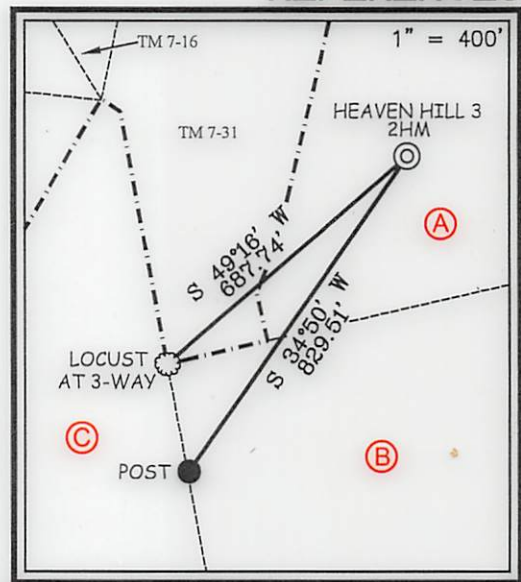 1" = 400'
TM 7-16
HEAVEN HILL 3
2HM
TM 7-31
A
S 49°16' W
687.74'
S 34°50' W
829.51'
LOCUST
AT 3-WAY
C
B
POST